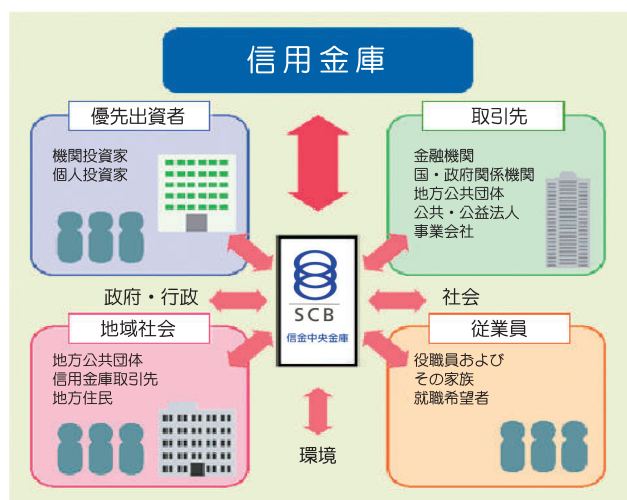 信用金庫
優先出資者
機関投資家
個人投資家
取引先
金融機関
国・政府関係機関
地方公共団体
公共・公益法人
事業会社
政府・行政
SCB
信金中央金庫
社会
地域社会
地方公共団体
信用金庫取引先
地方住民
従業員
役職員および
その家族
就職希望者
環境